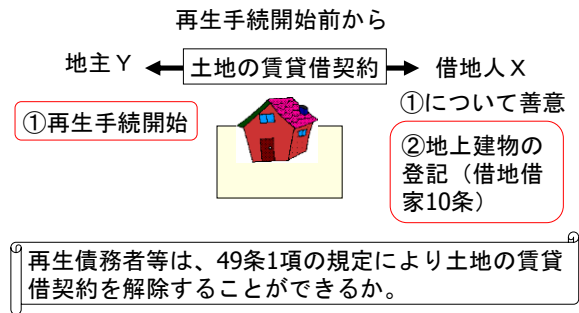 再生手続開始前から
地主Y
土地の賃貸借契約
借地人X
①再生手続開始
①について善意
②地上建物の
登記（借地借
家10条）
再生債務者等は、49条1項の規定により土地の賃貸
借契約を解除することができるか。